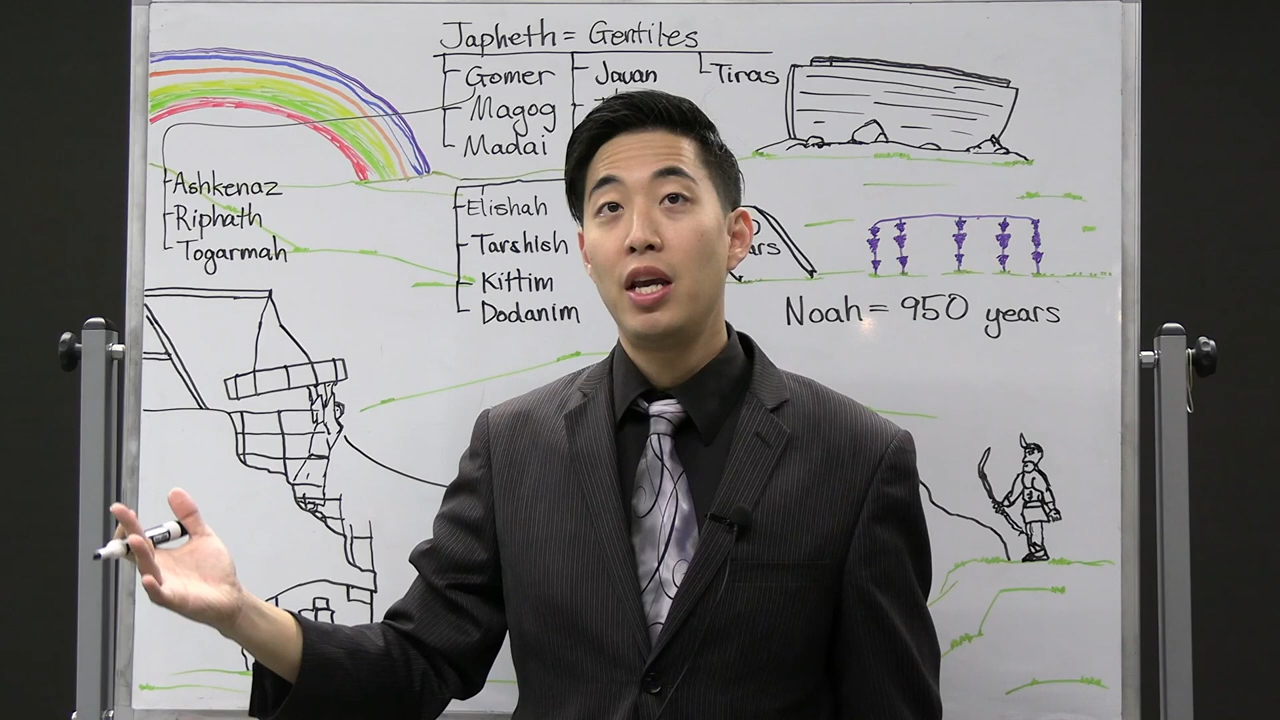 Japheth = Gentiles
Gomer
Magog
Madai
Javan
Tiras
Ashkenaz
Riphath
Togarmah
Elishah
Tarshish
Kittim
Dodanim
Noah = 950 years